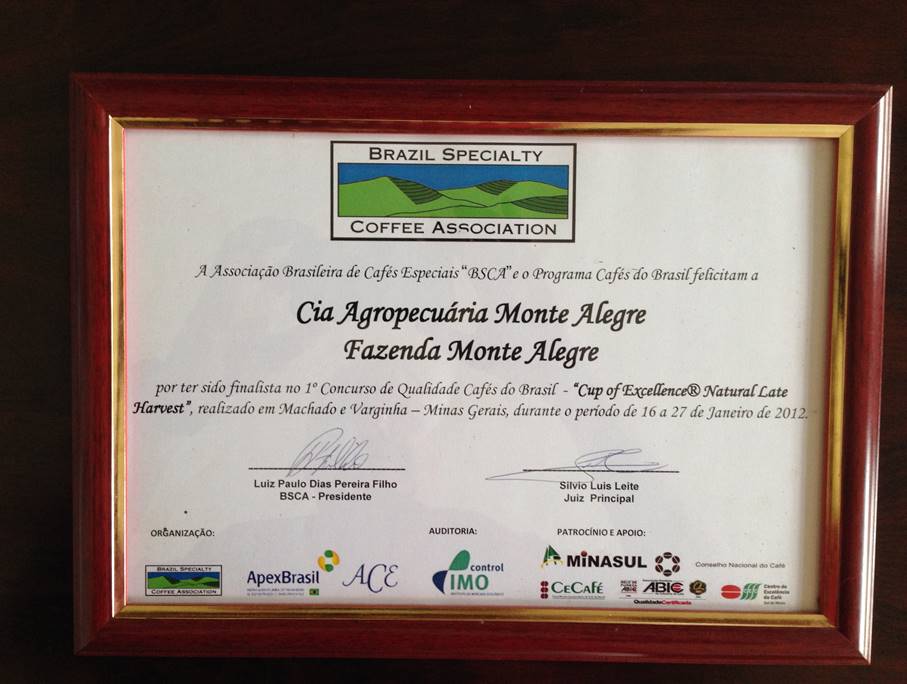 BRAZIL SPECIALTY
COFFEE ASSOCIATION
A Associação Brasileira de Cafés Especiais "BSCA" e o Programa Cafés do Brasil felicitam a
Cia Agropecuária Monte Alegre
Fazenda Monte Alegre
por ter sido finalista no 1º Concurso de Qualidade Cafés do Brasil - "Cup of Excellence® Natural Late
Harvest", realizado em Machado e Varginha – Minas Gerais, durante o período de 16 a 27 de Janeiro de 2012.
Luiz Paulo Dias Pereira Filho
BSCA - Presidente
Silvio Luis Leite
Juiz Principal
ORGANIZAÇÃO:
AUDITORIA:
PATROCÍNIO E APOIO:
BRAZIL SPECIALTY
COFFEE ASSOCIATION
ApexBrasil
ACE
control
IMO
MINASUL
Conselho Nacional do Café
CECAFÉ
ABIC
QualidadeCertificada
Centro de
Excelência
do Café